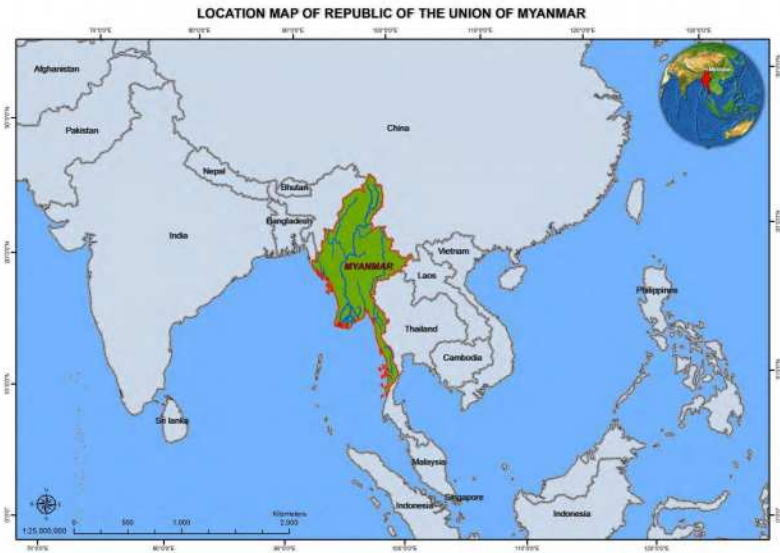 LOCATION MAP OF REPUBLIC OF THE UNION OF MYANMAR
Afghanistan
Pakistan
China
Nepal
Bhutan
Bangladesh
India
MYANMAR
Vietnam
Laos
Philippines
Thailand
Cambodia
Sri lanka
Malaysia
Singapore
Indonesia
Indonesia
Kilometers
1:25,000,000
0
500
1,000
2,000